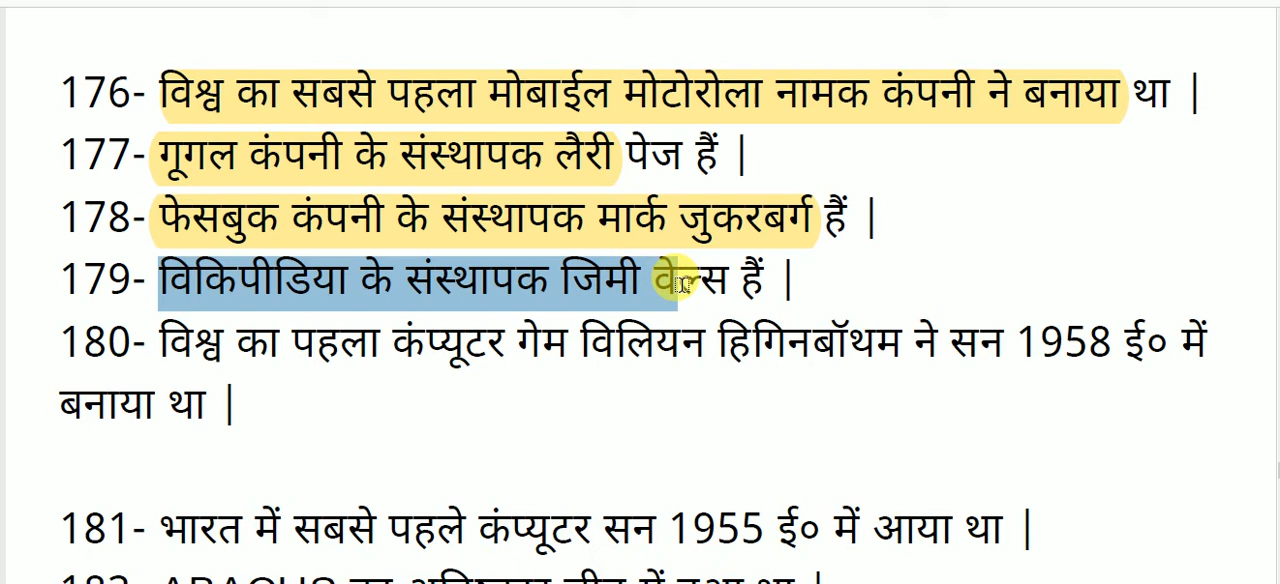 176- विश्व का सबसे पहला मोबाईल मोटोरोला नामक कंपनी ने बनाया था |
177- गूगल कंपनी के संस्थापक लैरी पेज हैं |
178- फेसबुक कंपनी के संस्थापक मार्क जुकरबर्ग हैं |
179- विकिपीडिया के संस्थापक जिमी वेल्स हैं |
180- विश्व का पहला कंप्यूटर गेम विलियन हिगिनबॉथम ने सन 1958 ई० में
बनाया था |
181- भारत में सबसे पहले कंप्यूटर सन 1955 ई० में आया था |